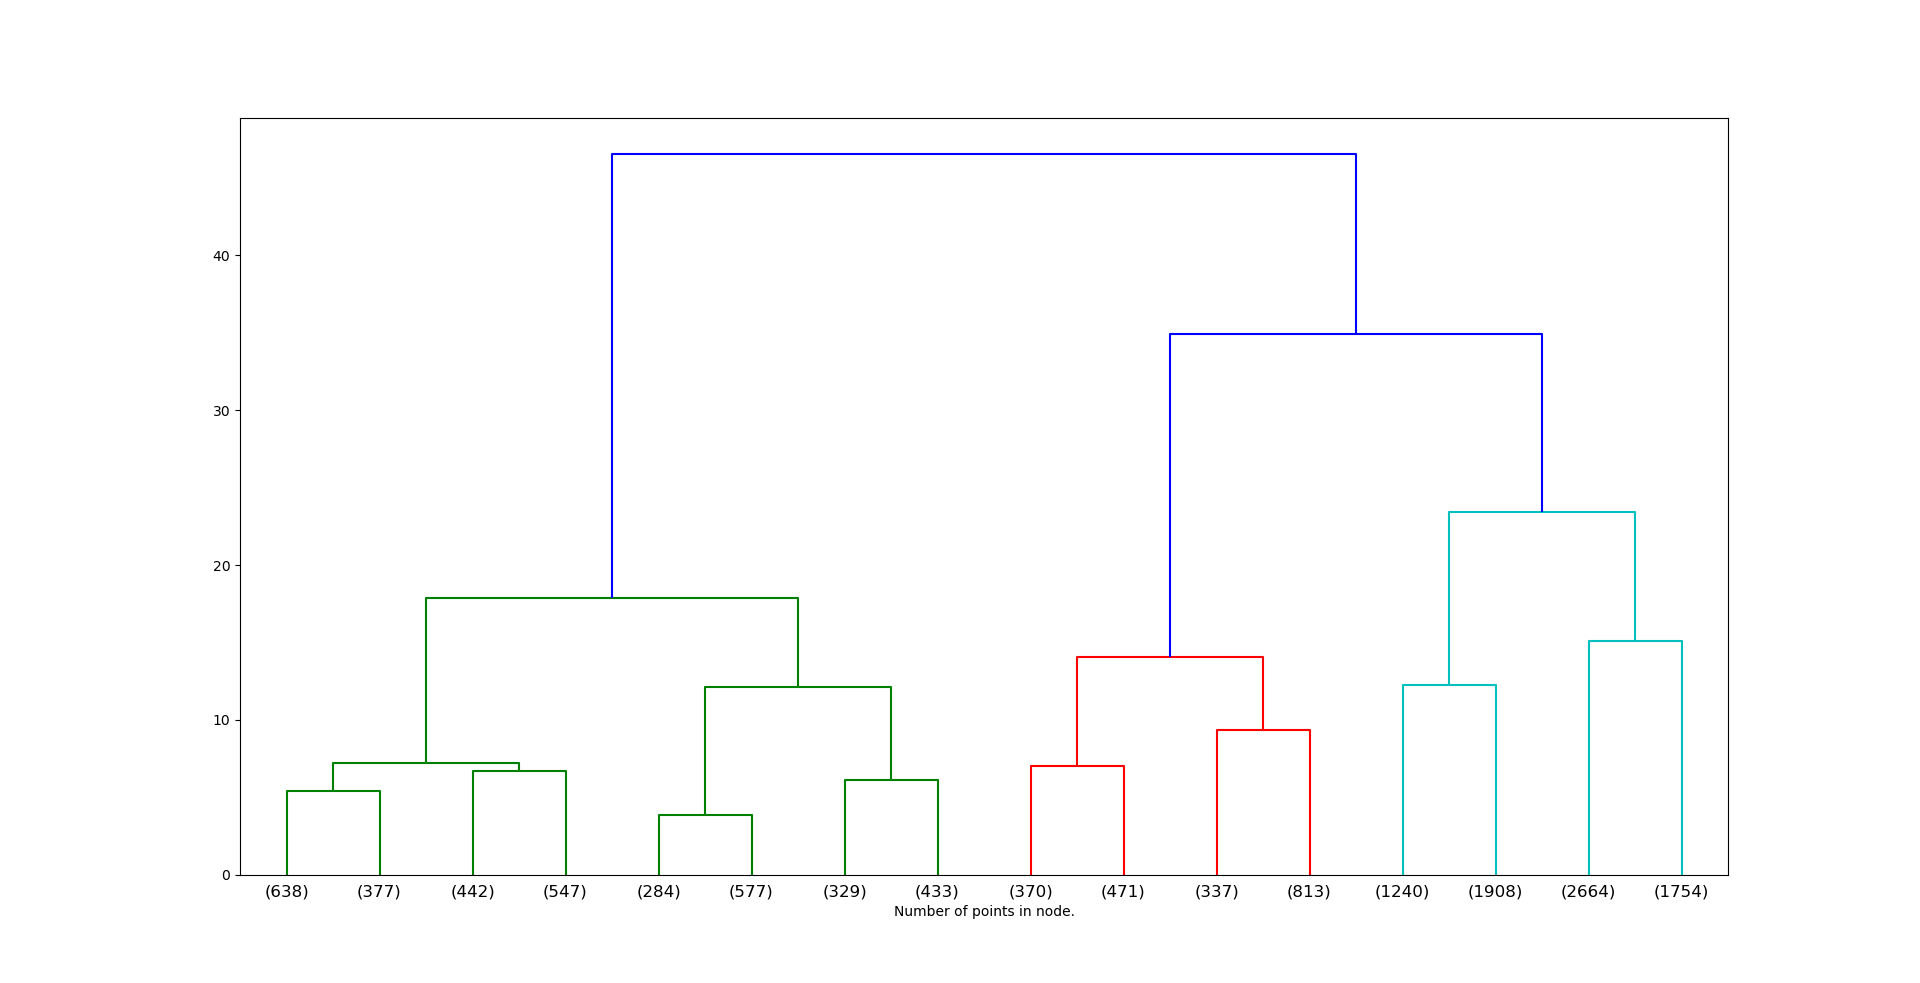 40
30
20
10
0
(638) (377) (442) (547) (284) (577) (329) (433) (370) (471) (337) (813) (1240) (1908) (2664) (1754)
Number of points in node.